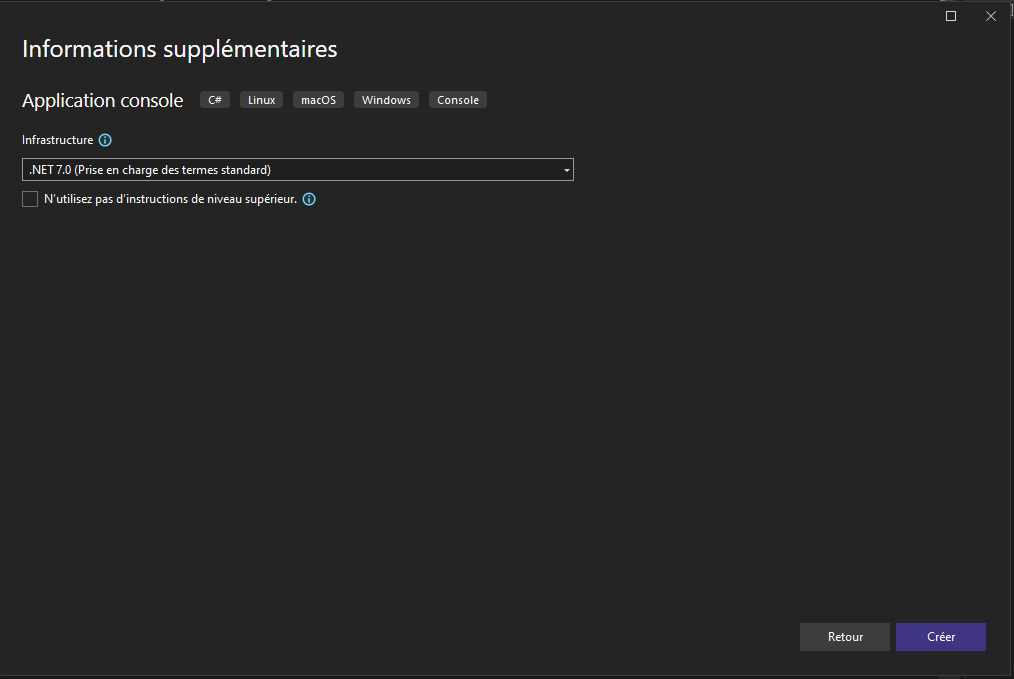 Informations supplémentaires
Application console C# Linux macOS Windows Console
Infrastructure
.NET 7.0 (Prise en charge des termes standard)
N’utilisez pas d’instructions de niveau supérieur.
Retour Créer